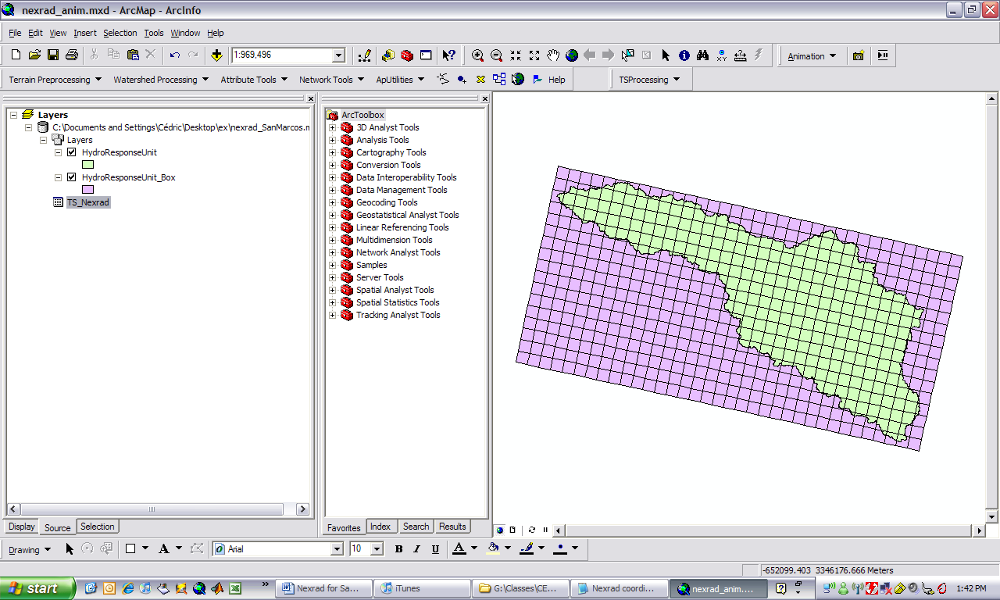 nexrad_anim.mxd - ArcMap - ArcInfo
File Edit View Insert Selection Tools Window Help
1:969,496
Animation
Terrain Preprocessing Watershed Processing Attribute Tools Network Tools ApUtilities Help TSProcessing
Layers
C:\Documents and Settings\Cédric\Desktop\ex\nexrad_SanMarcos.m
Layers
HydroResponseUnit
HydroResponseUnit_Box
TS_Nexrad
Display Source Selection
ArcToolbox
3D Analyst Tools
Analysis Tools
Cartography Tools
Conversion Tools
Data Interoperability Tools
Data Management Tools
Geocoding Tools
Geostatistical Analyst Tools
Linear Referencing Tools
Multidimension Tools
Network Analyst Tools
Samples
Server Tools
Spatial Analyst Tools
Spatial Statistics Tools
Tracking Analyst Tools
Favorites Index Search Results
Drawing A Arial 10 B I U A
-652099.403 3346176.666 Meters
start Nexrad for Sa... iTunes G:\Classes\CE... Nexrad coordi... nexrad_anim.... 1:42 PM